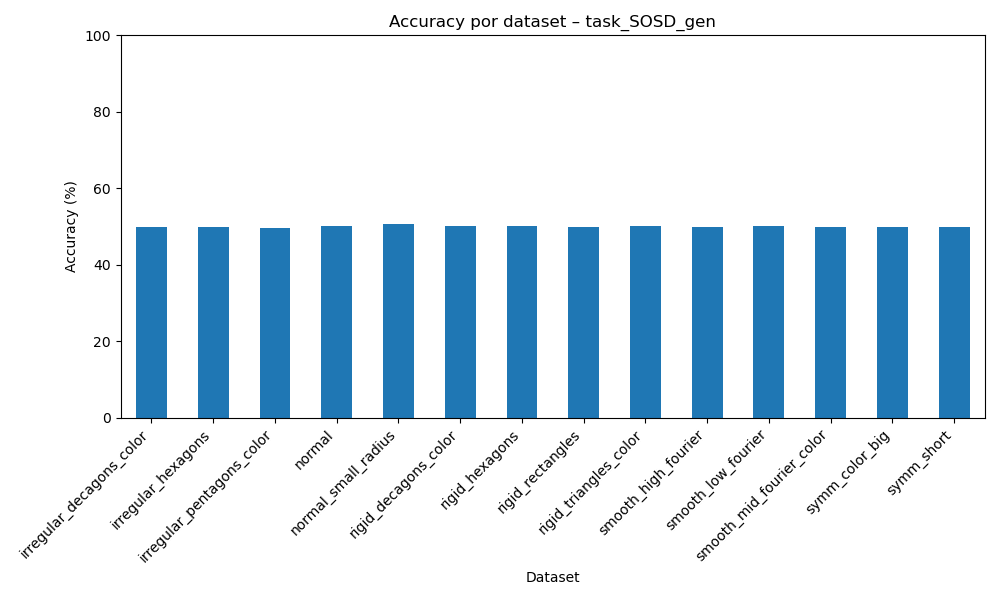 Accuracy por dataset – task_SOSD_gen
100
80
60
40
20
0
Accuracy (%)
irregular_decagons_color
irregular_hexagons
irregular_pentagons_color
normal
normal_small_radius
rigid_decagons_color
rigid_hexagons
rigid_rectangles
rigid_triangles_color
smooth_high_fourier
smooth_low_fourier
smooth_mid_fourier_color
symm_color_big
symm_short
Dataset